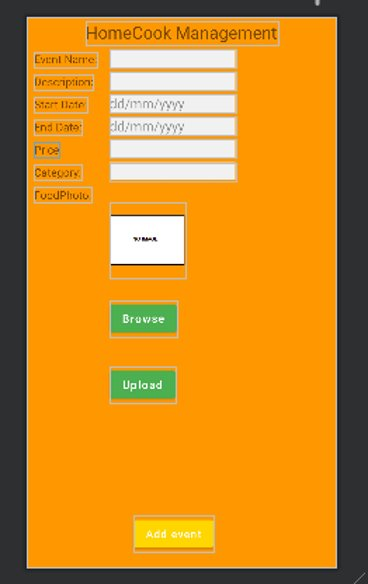 HomeCook Management
Event Name:
Description:
Start Date: dd/mm/yyyy
End Date: dd/mm/yyyy
Price
Category:
FoodPhoto
Browse
Upload
Add event